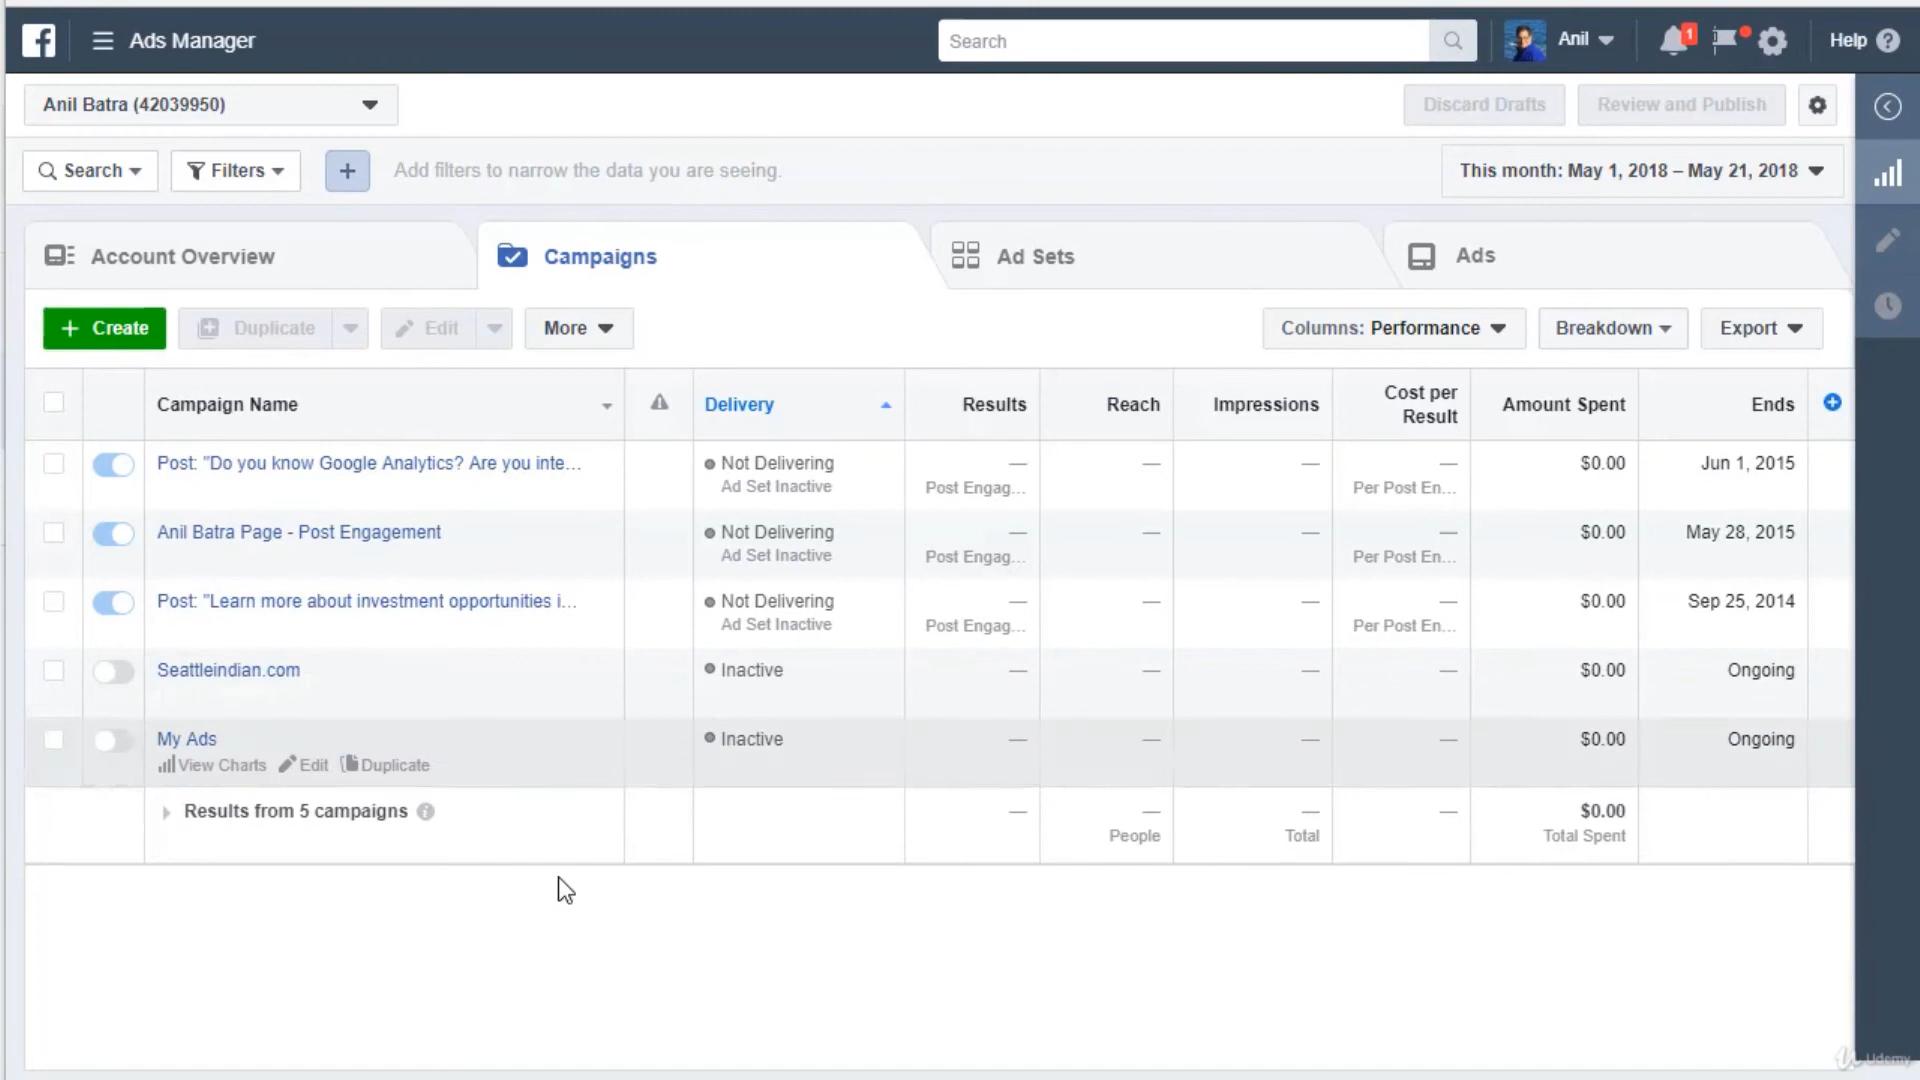 Ads Manager
Search
Anil
1
Help
Anil Batra (42039950)
Discard Drafts
Review and Publish
Search
Filters
Add filters to narrow the data you are seeing.
This month: May 1, 2018 – May 21, 2018
Account Overview
Campaigns
Ad Sets
Ads
+ Create
Duplicate
Edit
More
Columns: Performance
Breakdown
Export
Campaign Name
Delivery
Results
Reach
Impressions
Cost per
Result
Amount Spent
Ends
Post: "Do you know Google Analytics? Are you inte...
Not Delivering
Ad Set Inactive
—
Post Engag...
—
—
—
Per Post En...
$0.00
Jun 1, 2015
Anil Batra Page - Post Engagement
Not Delivering
Ad Set Inactive
—
Post Engag...
—
—
—
Per Post En...
$0.00
May 28, 2015
Post: "Learn more about investment opportunities i...
Not Delivering
Ad Set Inactive
—
Post Engag...
—
—
—
Per Post En...
$0.00
Sep 25, 2014
Seattleindian.com
Inactive
—
—
—
—
$0.00
Ongoing
My Ads
View Charts Edit Duplicate
Inactive
—
—
—
—
$0.00
Ongoing
Results from 5 campaigns
—
—
People
—
Total
—
$0.00
Total Spent
Udemy